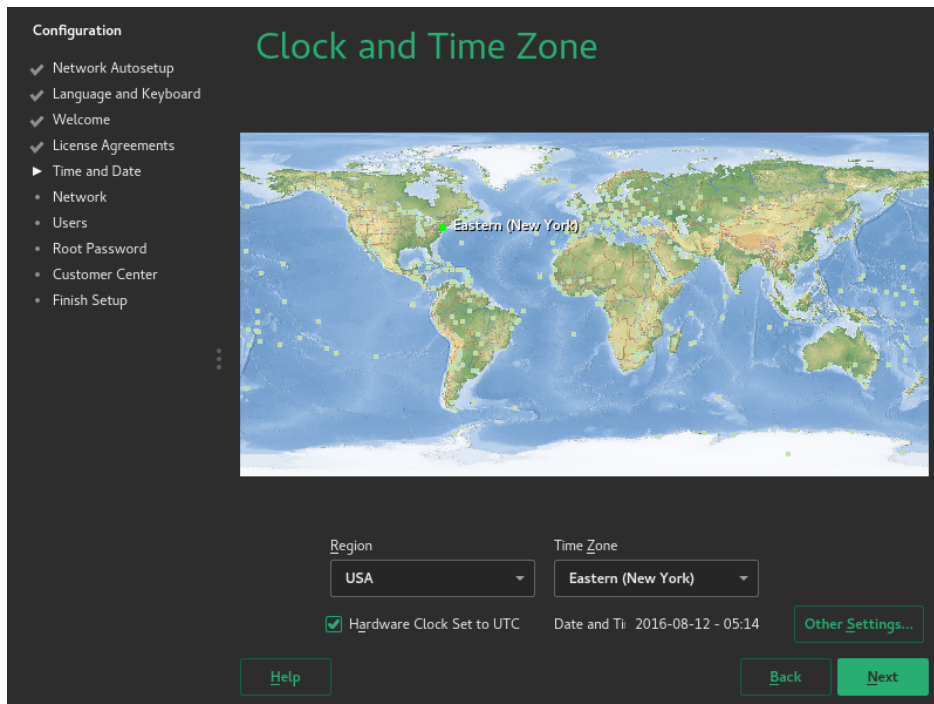 Configuration
Network Autosetup
Language and Keyboard
Welcome
License Agreements
Time and Date
Network
Users
Root Password
Customer Center
Finish Setup
Clock and Time Zone
Eastern (New York)
Region
Time Zone
USA
Eastern (New York)
Hardware Clock Set to UTC
Date and Ti 2016-08-12 - 05:14
Other Settings...
Help
Back
Next